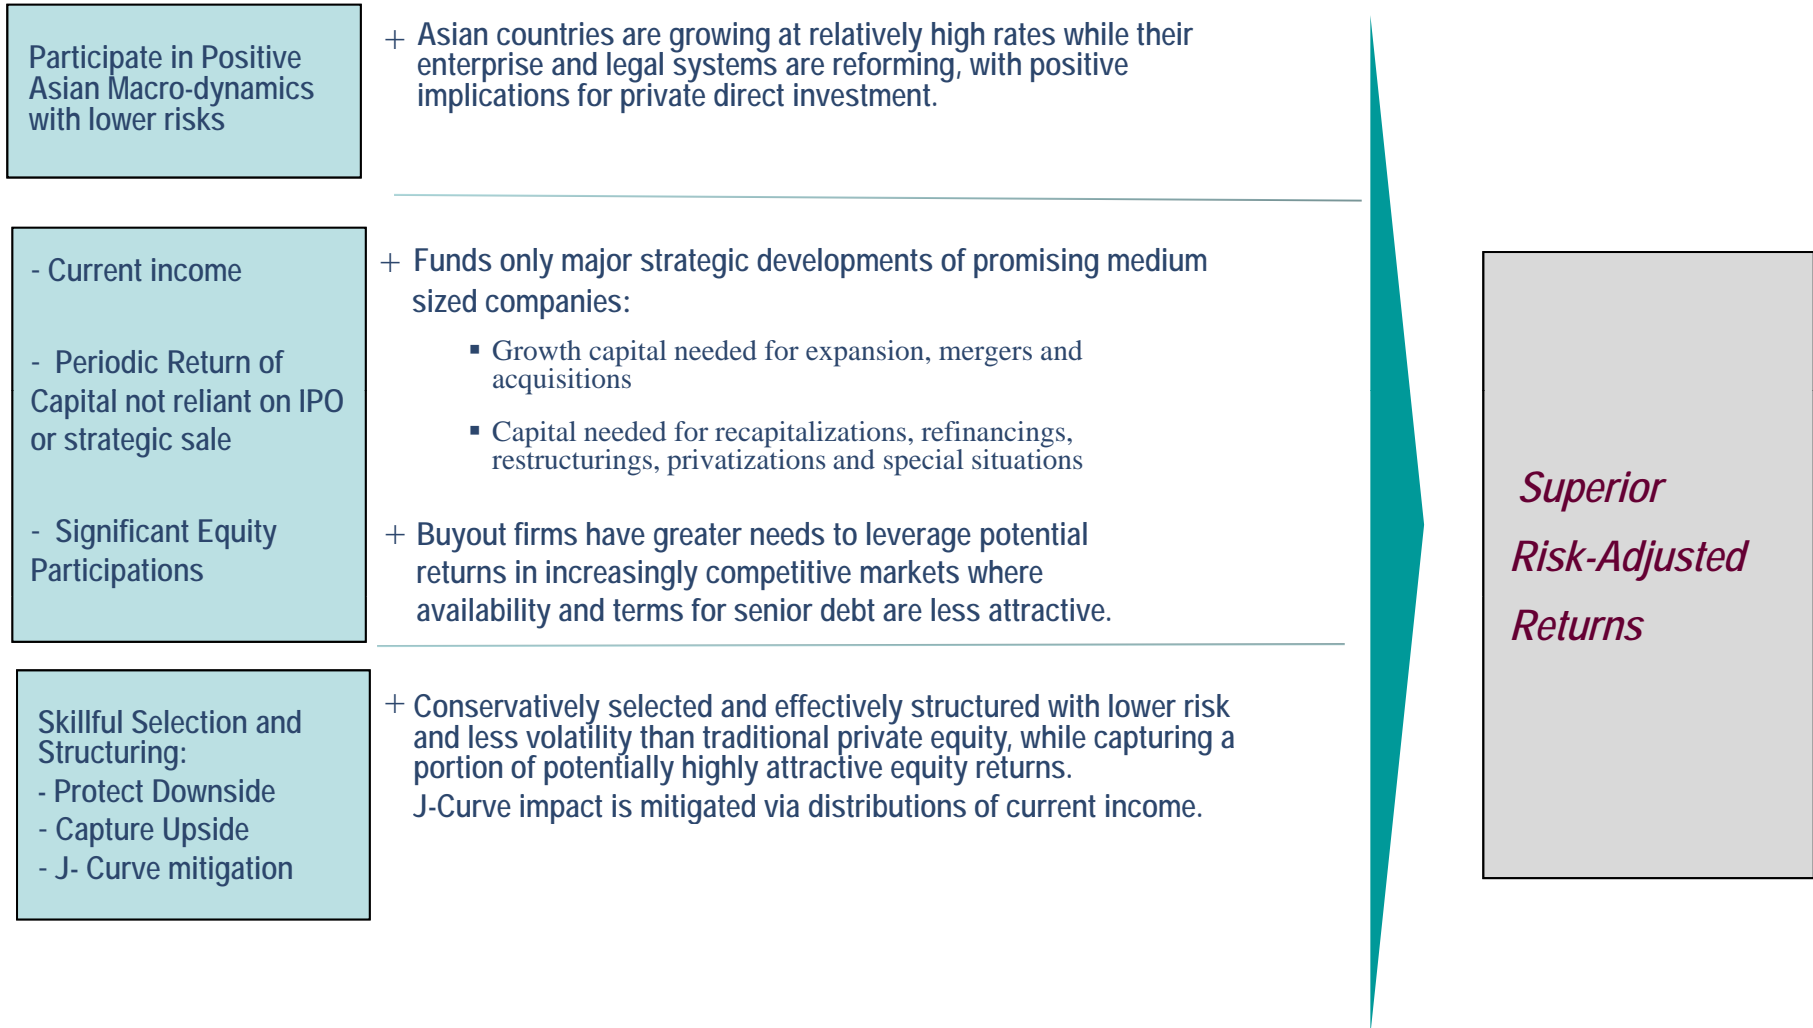 Participate in Positive
Asian Macro-dynamics
with lower risks
+ Asian countries are growing at relatively high rates while their
enterprise and legal systems are reforming, with positive
implications for private direct investment.
- Current income
- Periodic Return of
Capital not reliant on IPO
or strategic sale
- Significant Equity
Participations
+ Funds only major strategic developments of promising medium
sized companies:
▪ Growth capital needed for expansion, mergers and
acquisitions
▪ Capital needed for recapitalizations, refinancings,
restructurings, privatizations and special situations
+ Buyout firms have greater needs to leverage potential
returns in increasingly competitive markets where
availability and terms for senior debt are less attractive.
Skillful Selection and
Structuring:
- Protect Downside
- Capture Upside
- J- Curve mitigation
+ Conservatively selected and effectively structured with lower risk
and less volatility than traditional private equity, while capturing a
portion of potentially highly attractive equity returns.
J-Curve impact is mitigated via distributions of current income.
Superior
Risk-Adjusted
Returns